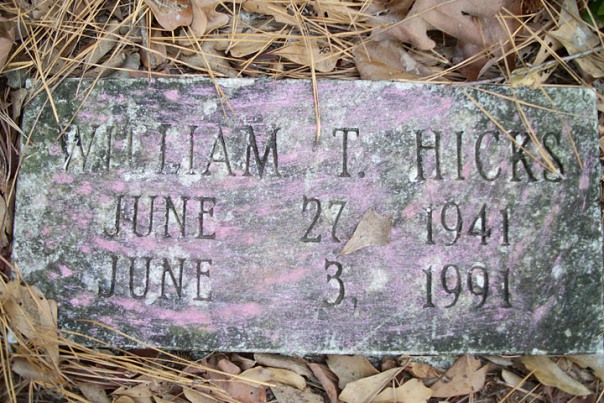 WILLIAM T. HICKS
JUNE 27 1941
JUNE 3, 1991